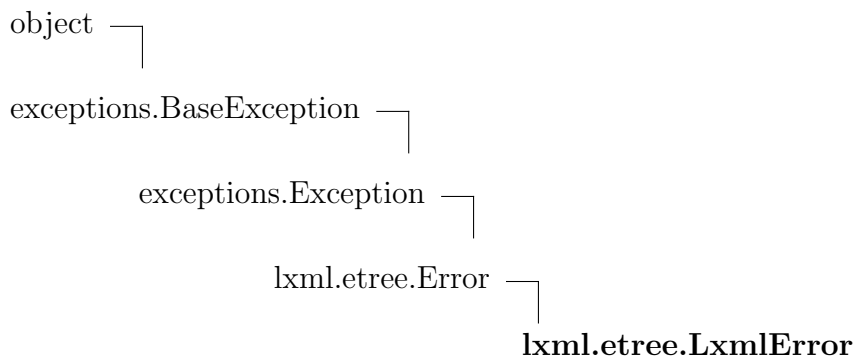 object
exceptions.BaseException
exceptions.Exception
lxml.etree.Error
lxml.etree.LxmlError